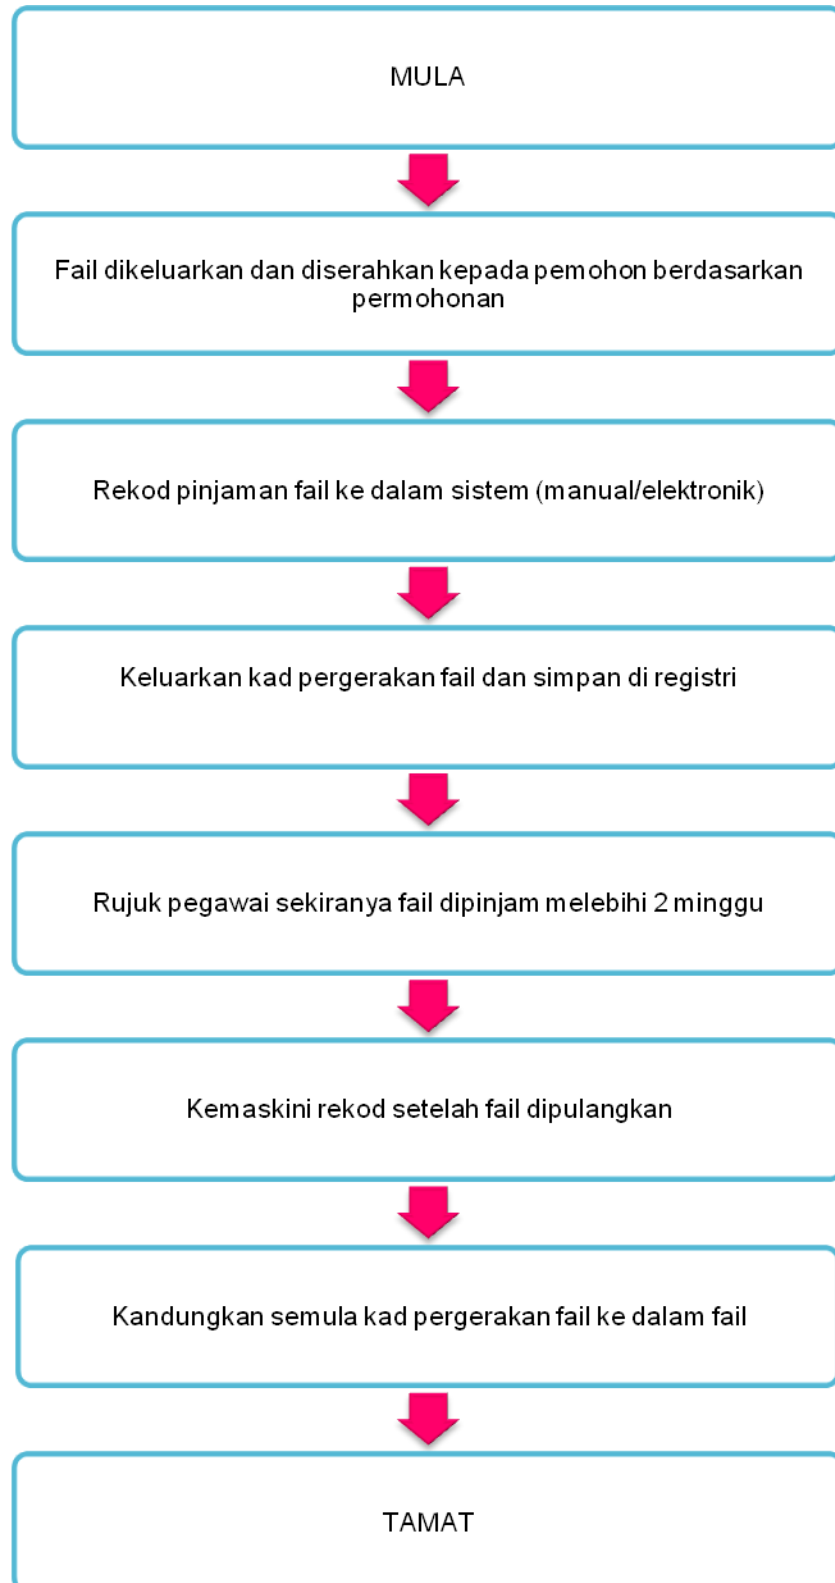 MULA
Fail dikeluarkan dan diserahkan kepada pemohon berdasarkan
permohonan
Rekod pinjaman fail ke dalam sistem (manual/elektronik)
Keluarkan kad pergerakan fail dan simpan di registri
Rujuk pegawai sekiranya fail dipinjam melebihi 2 minggu
Kemaskini rekod setelah fail dipulangkan
Kandungkan semula kad pergerakan fail ke dalam fail
TAMAT